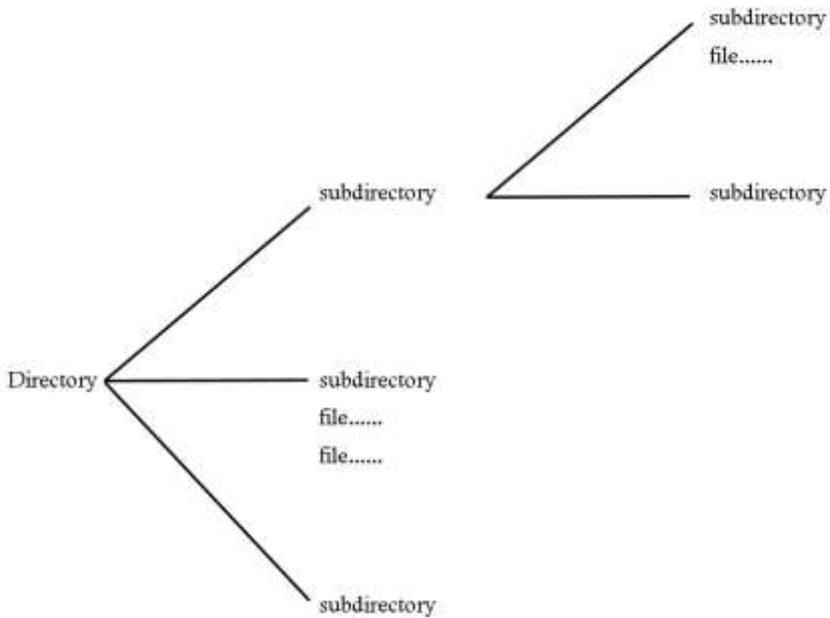 subdirectory
file......
subdirectory
subdirectory
Directory
subdirectory
file......
file......
subdirectory